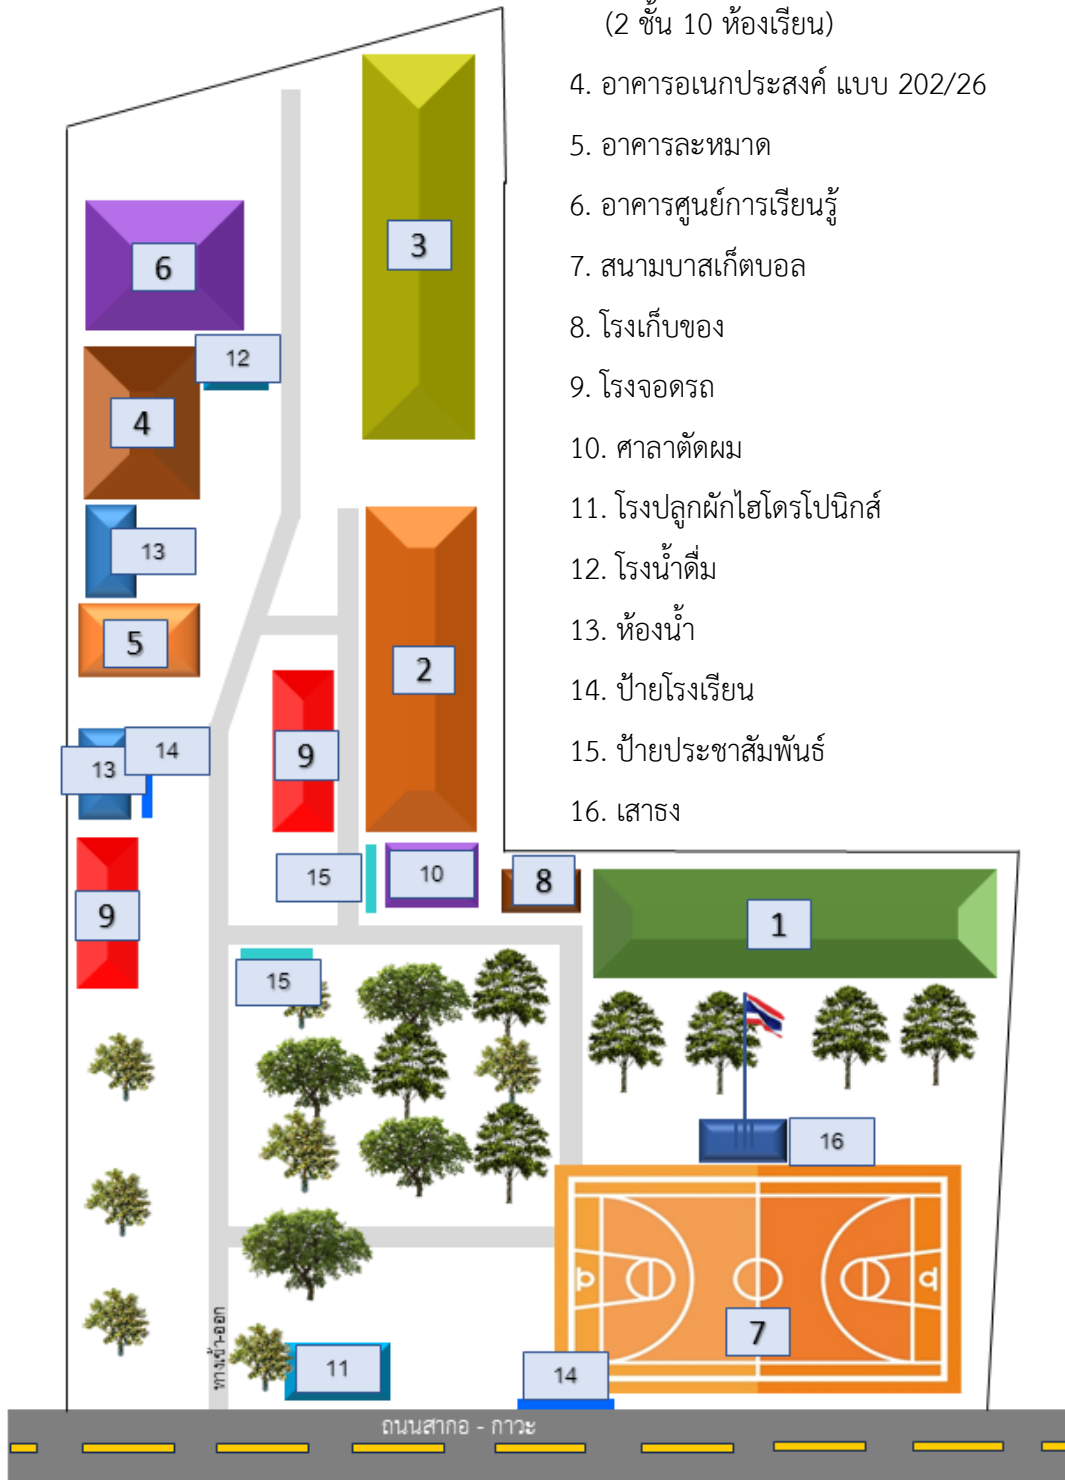 (2 ชั้น 10 ห้องเรียน)
4. อาคารอเนกประสงค์ แบบ 202/26
5. อาคารละหมาด
6. อาคารศูนย์การเรียนรู้
7. สนามบาสเก็ตบอล
8. โรงเก็บของ
9. โรงจอดรถ
10. ศาลาตัดผม
11. โรงปลูกผักไฮโดรโปนิกส์
12. โรงน้ำดื่ม
13. ห้องน้ำ
14. ป้ายโรงเรียน
15. ป้ายประชาสัมพันธ์
16. เสาธง
3
6
12
4
13
5
2
14
13
9
15
10
8
9
1
15
16
7
11
14
ทางเข้า-ออก
ถนนสากอ - กาวะ